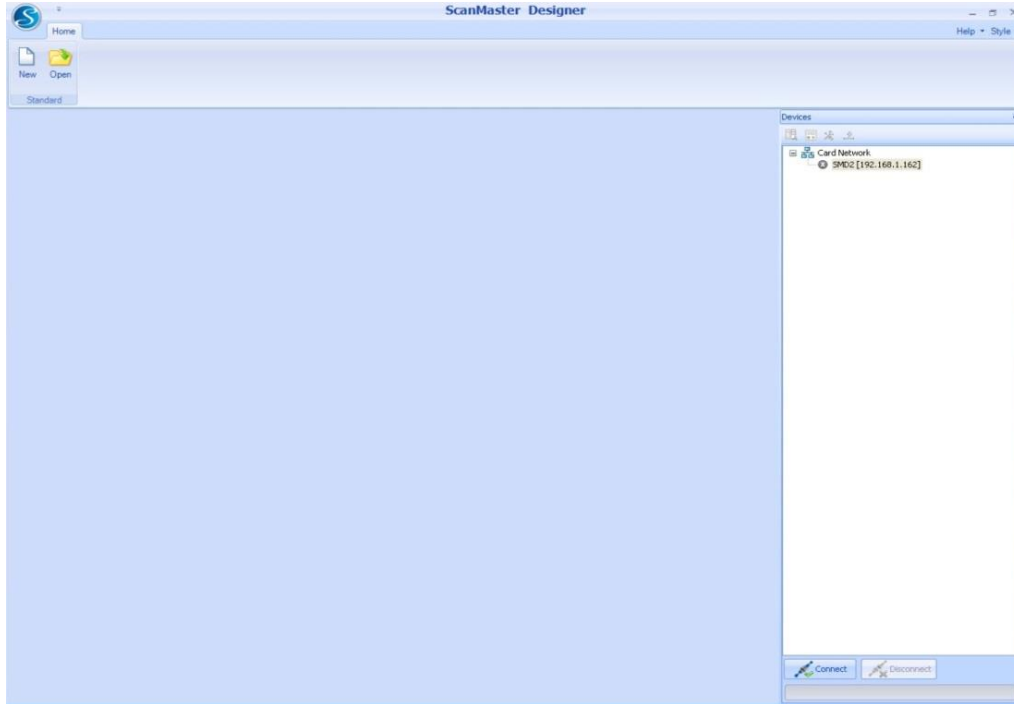 ScanMaster Designer
Home
Help Style
New Open
Standard
Devices
Card Network
SMD2 [192.168.1.162]
Connect Disconnect